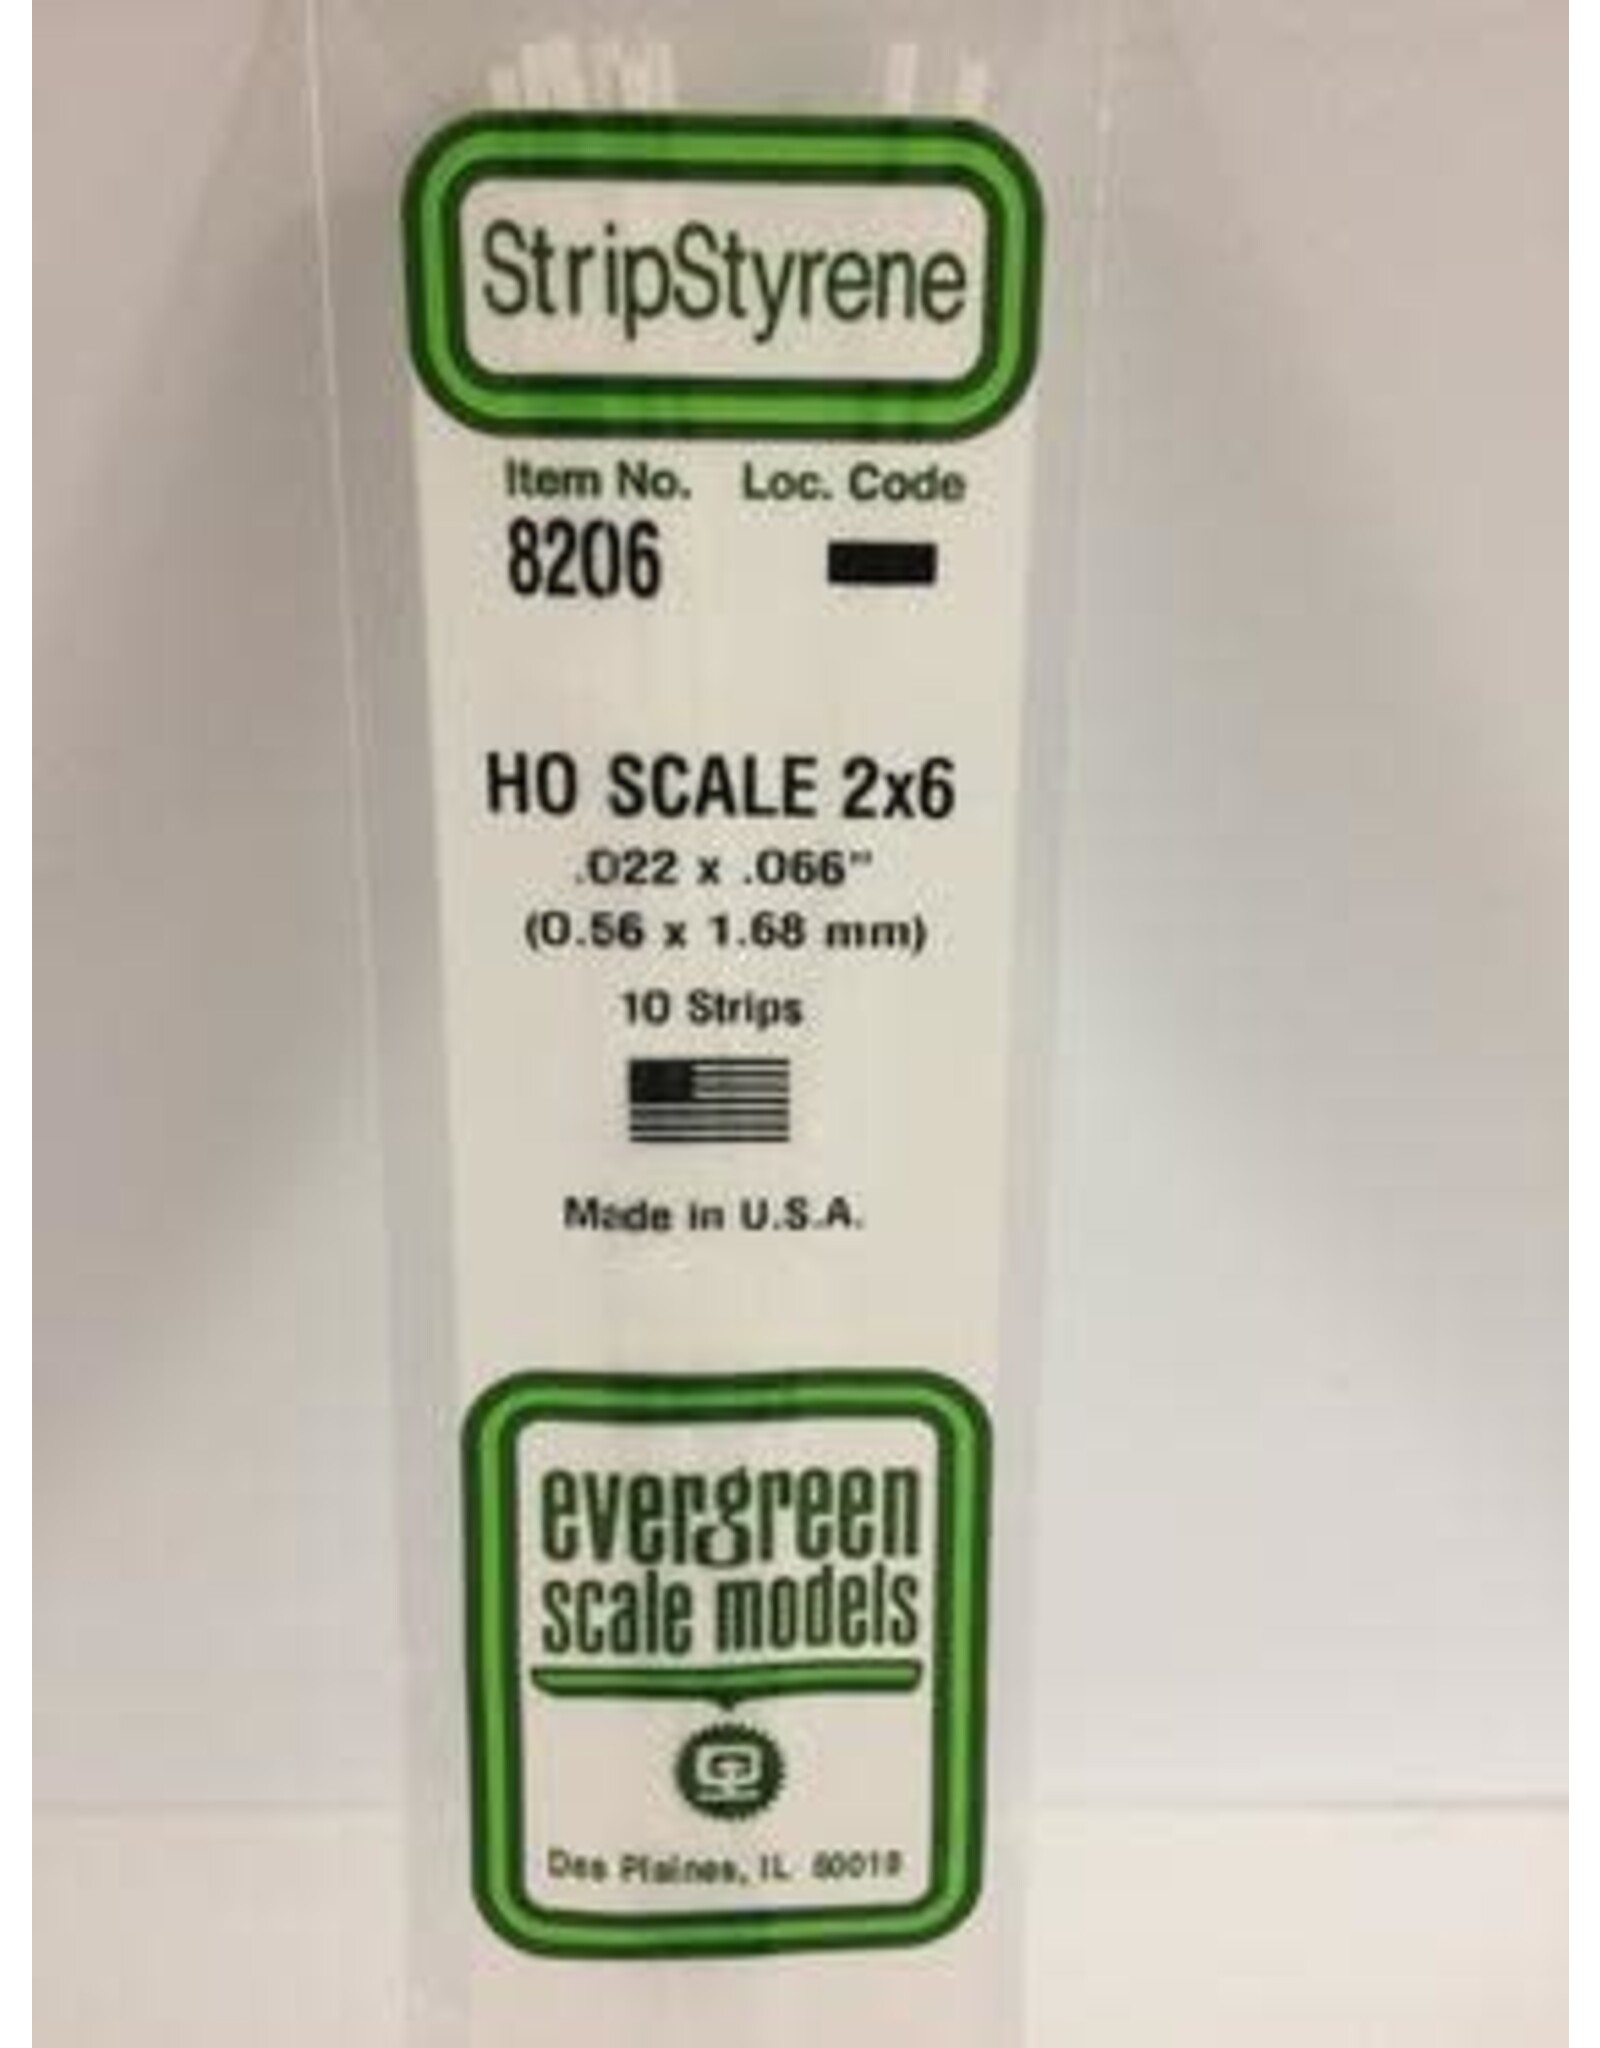 StripStyrene
Item No. Loc. Code
8206
HO SCALE 2x6
.022 x .066"
(0.56 x 1.68 mm)
10 Strips
Made in U.S.A.
evergreen
scale models
Des Plaines, IL 60018